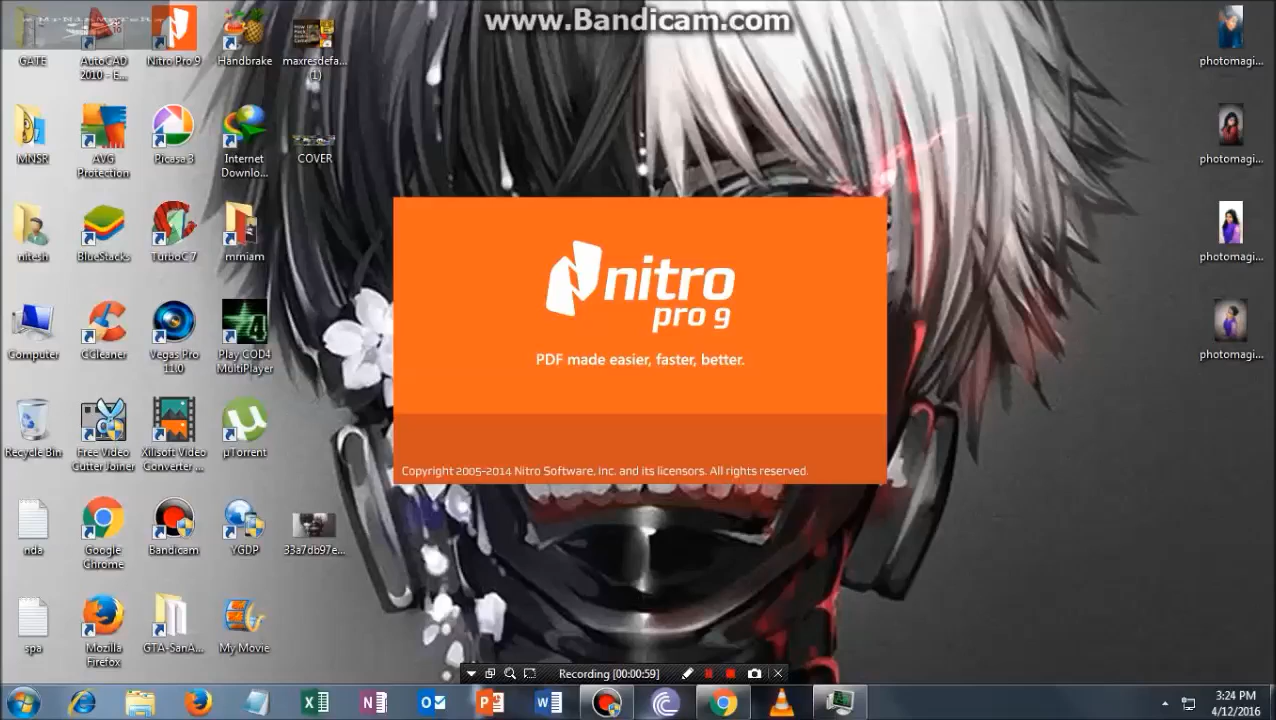 www.Bandicam.com
GATE
AutoCAD
2010 - E...
Nitro Pro 9
Handbrake
maxresdefa...
(1)
photomagi...
MNSR
AVG
Protection
Picasa 3
Internet
Downlo...
COVER
photomagi...
nitesh
BlueStacks
TurboC 7
mrniam
photomagi...
Computer
CCleaner
Vegas Pro
11.0
Play COD4
MultiPlayer
photomagi...
nitro
pro 9
PDF made easier, faster, better.
Copyright 2005-2014 Nitro Software, Inc. and its licensors. All rights reserved.
Recycle Bin
Free Video
Cutter Joiner
Xilisoft Video
Converter ...
µTorrent
nda
Google
Chrome
Bandicam
YGDP
33a7db97e...
spa
Mozilla
Firefox
GTA-SanA...
My Movie
Recording [00:00:59]
3:24 PM
4/12/2016